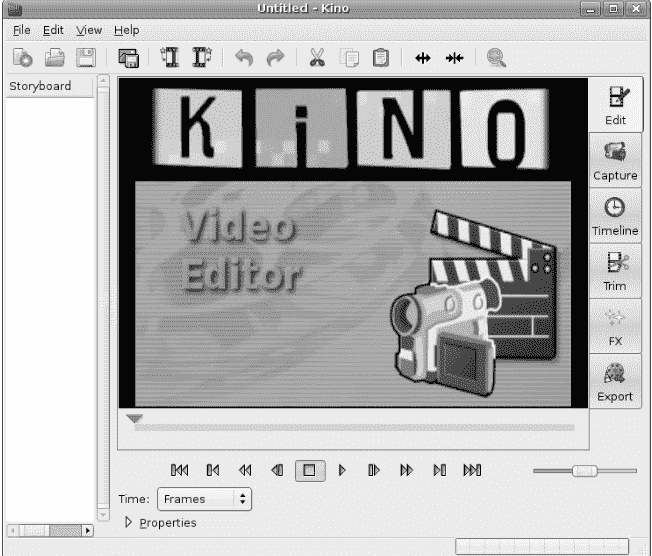 Untitled - Kino
File Edit View Help
Storyboard
KiNO
Video
Editor
Edit
Capture
Timeline
Trim
FX
Export
Time: Frames
Properties